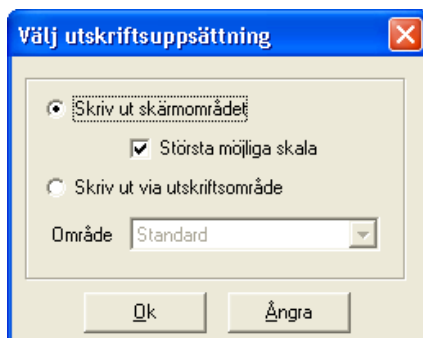 Välj utskriftsuppsättning
Skriv ut skärmområdet
Största möjliga skala
Skriv ut via utskriftsområde
Område Standard
Ok Ångra